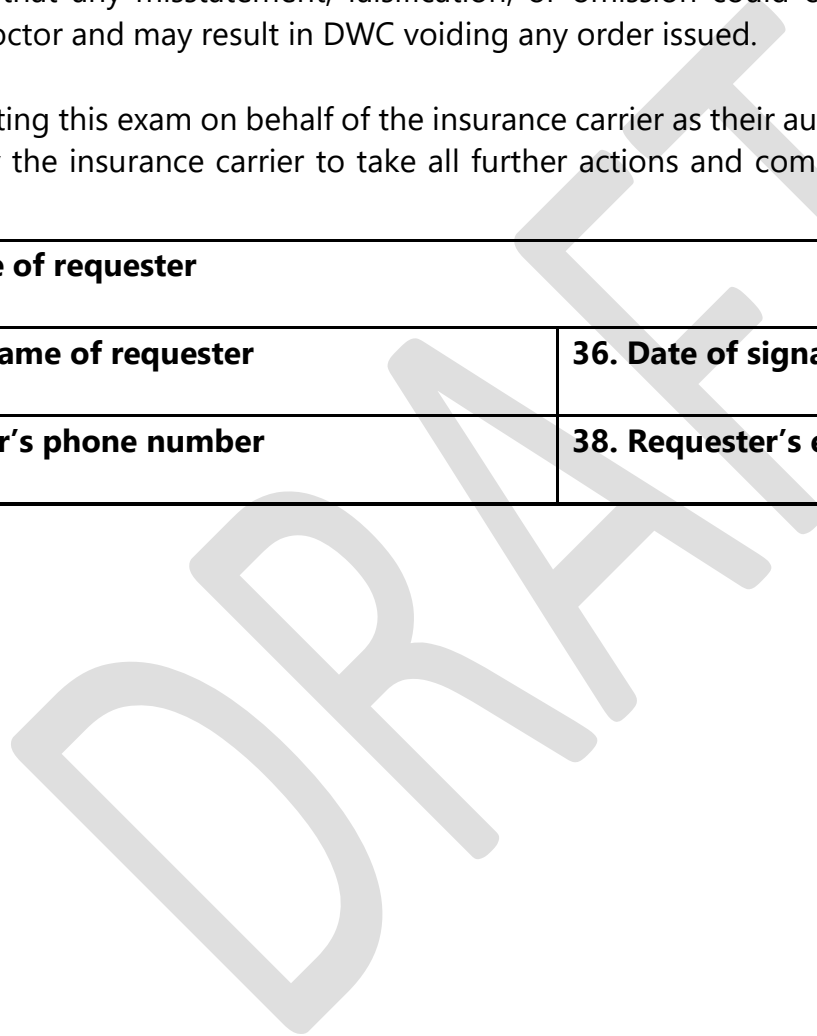 that any misstatement, falsification, or omission could
octor and may result in DWC voiding any order issued.
ting this exam on behalf of the insurance carrier as their au
the insurance carrier to take all further actions and com
e of requester
ame of requester
36. Date of signa
r's phone number
38. Requester's e
DRAFT